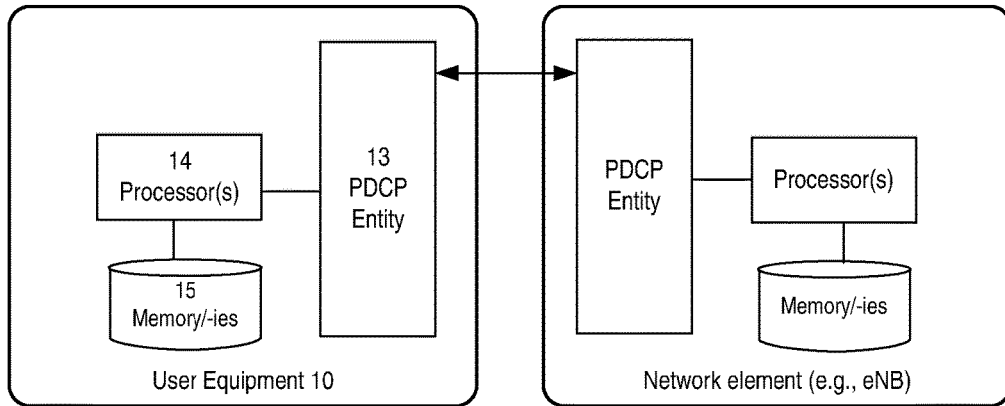 14
Processor(s)
15
Memory/-ies
13
PDCP
Entity
User Equipment 10
PDCP
Entity
Processor(s)
Memory/-ies
Network element (e.g., eNB)